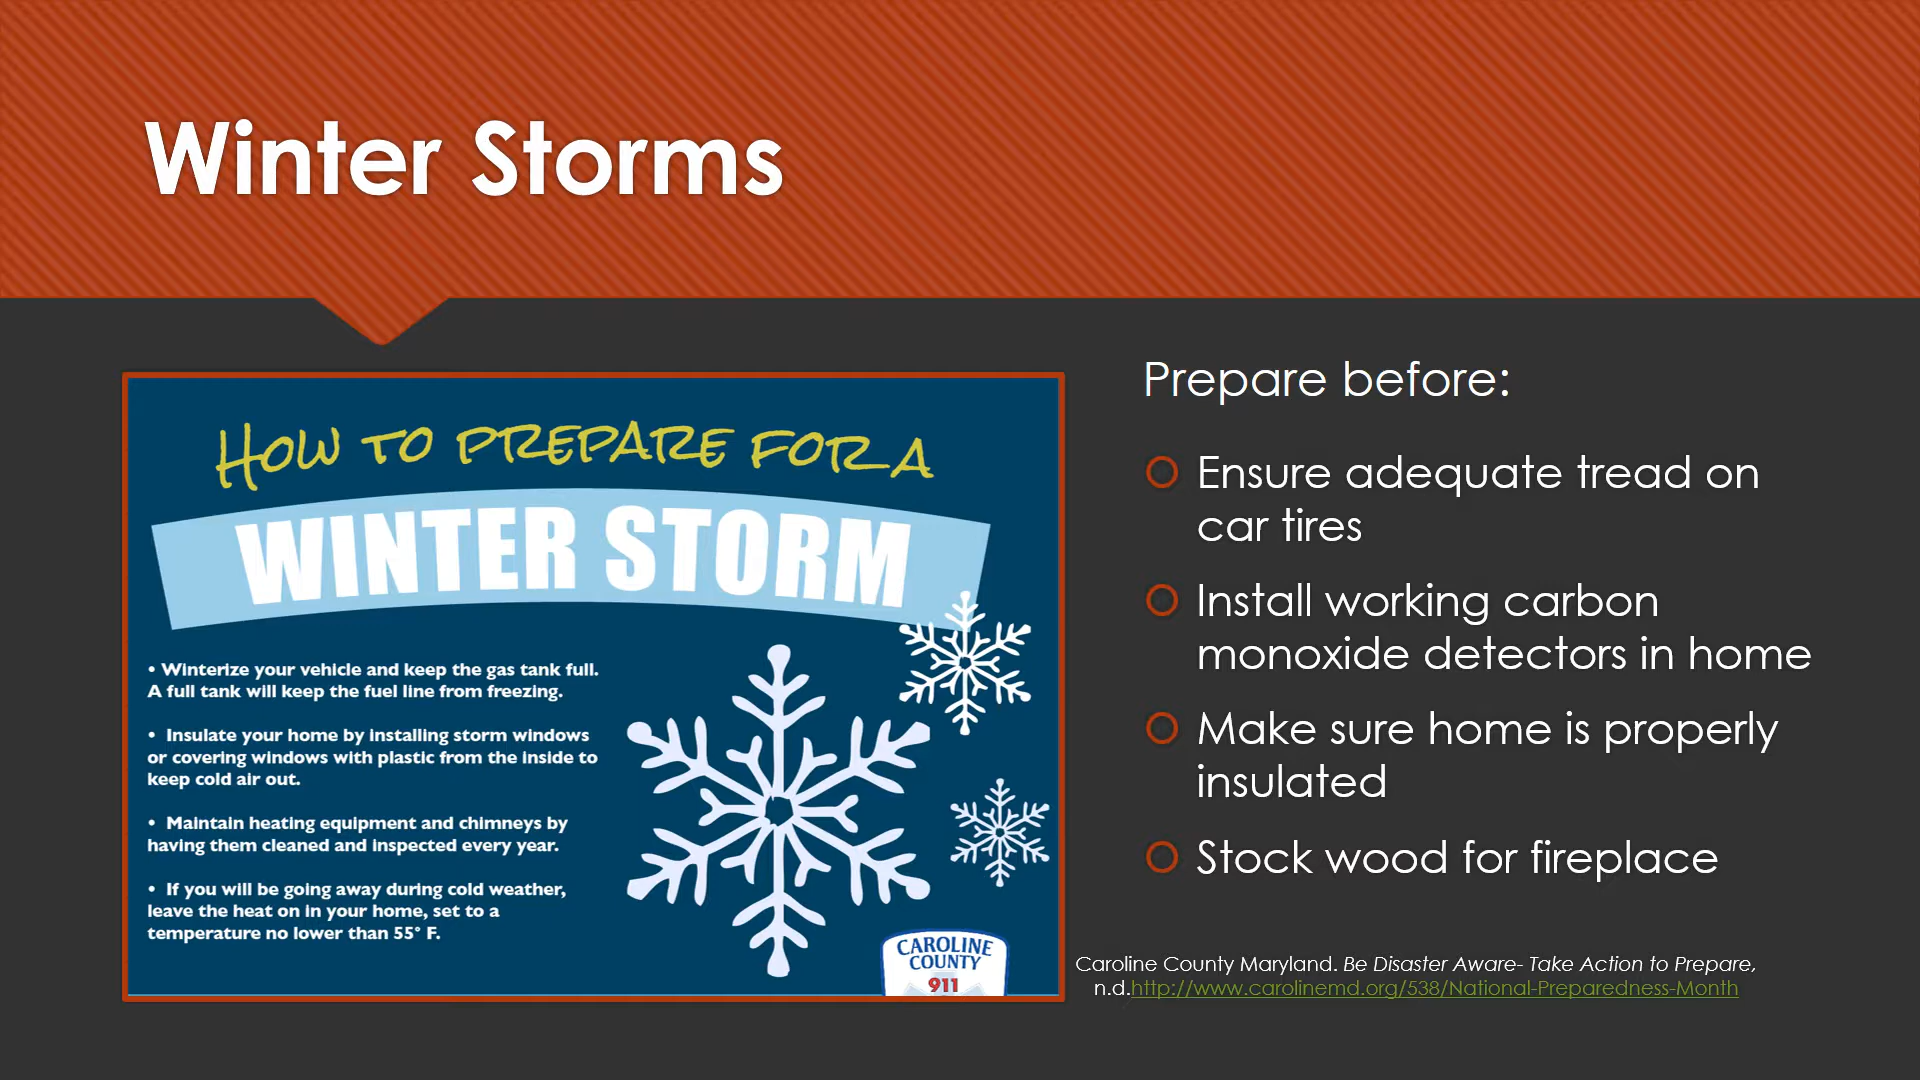 Winter Storms
HOW TO PREPARE FOR A
WINTER STORM
• Winterize your vehicle and keep the gas tank full.
A full tank will keep the fuel line from freezing.
• Insulate your home by installing storm windows
or covering windows with plastic from the inside to
keep cold air out.
• Maintain heating equipment and chimneys by
having them cleaned and inspected every year.
• If you will be going away during cold weather,
leave the heat on in your home, set to a
temperature no lower than 55° F.
CAROLINE
COUNTY
911
Prepare before:
Ensure adequate tread on
car tires
Install working carbon
monoxide detectors in home
Make sure home is properly
insulated
Stock wood for fireplace
Caroline County Maryland. Be Disaster Aware- Take Action to Prepare,
n.d.http://www.carolinemd.org/538/National-Preparedness-Month